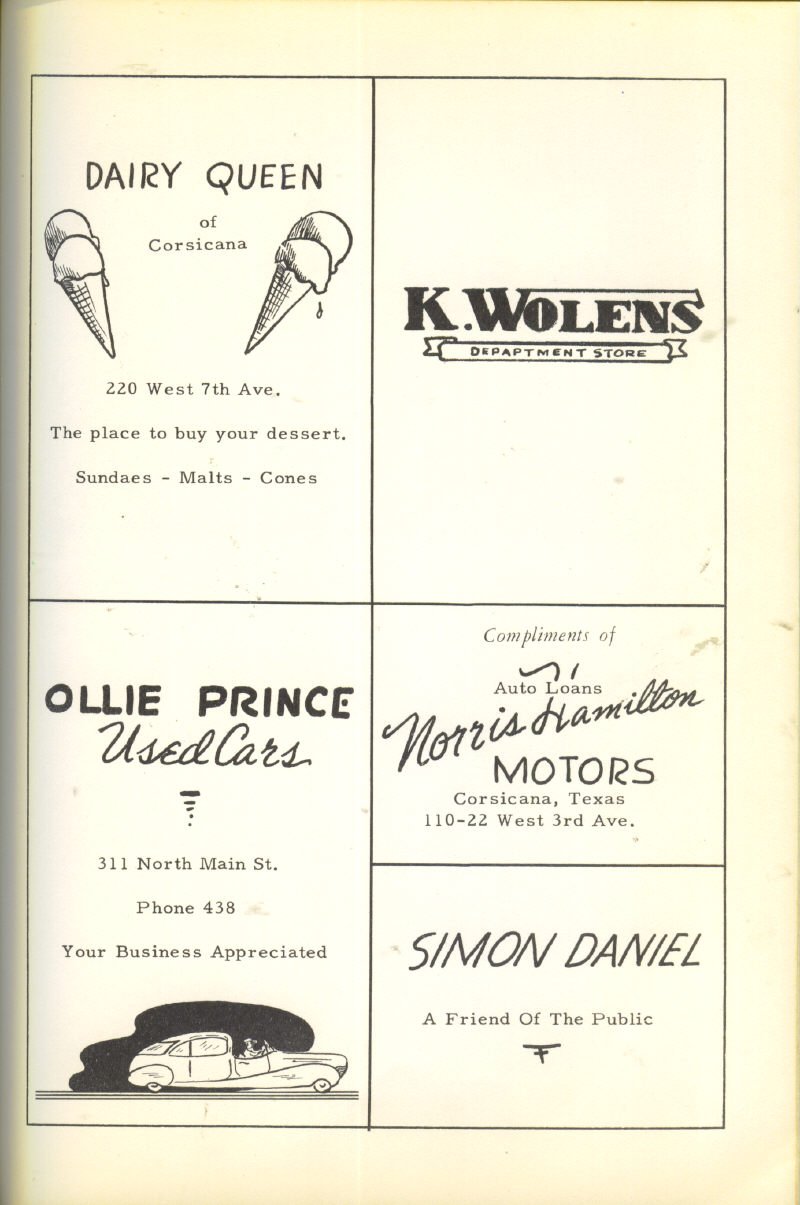 DAIRY QUEEN
of
Corsicana
220 West 7th Ave.
The place to buy your dessert.
Sundaes - Malts - Cones
K. WOLENS
DEPAPTMENT STORE
OLLIE PRINCE
Used Cars
311 North Main St.
Phone 438
Your Business Appreciated
Compliments of
Auto Loans
Norris Hamilton
MOTORS
Corsicana, Texas
110-22 West 3rd Ave.
SIMON DANIEL
A Friend Of The Public